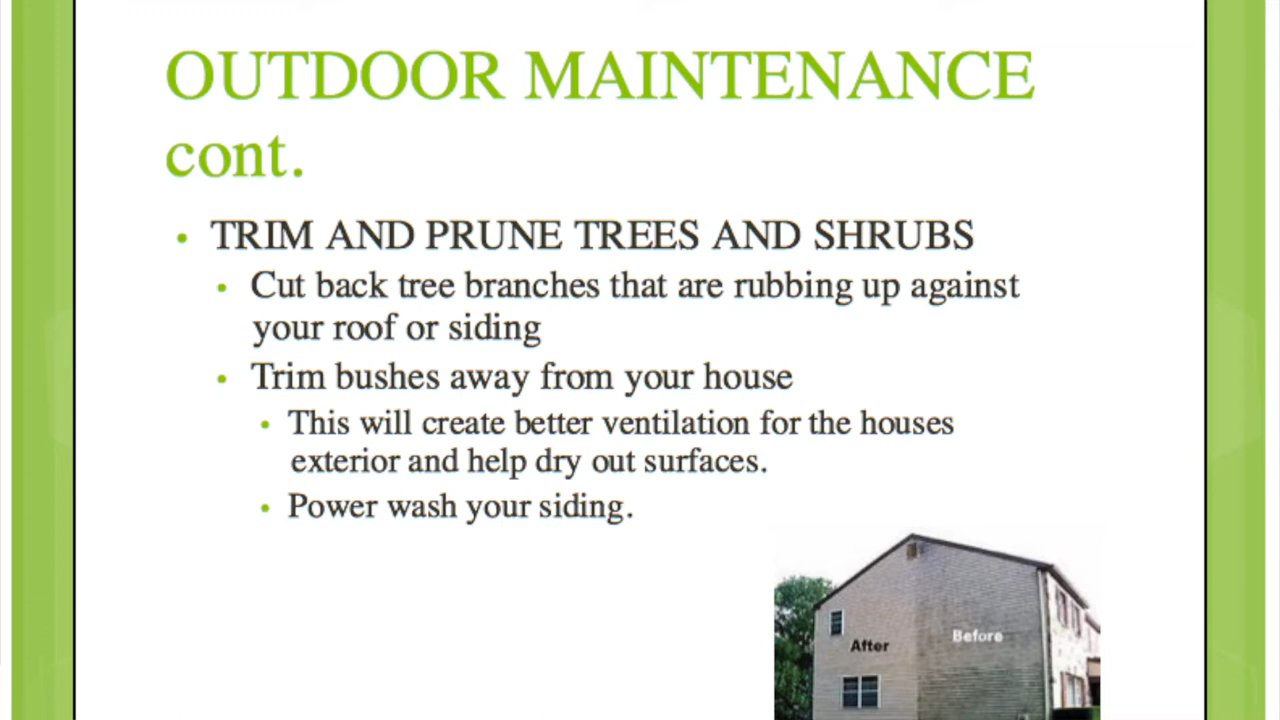 OUTDOOR MAINTENANCE
cont.
• TRIM AND PRUNE TREES AND SHRUBS
• Cut back tree branches that are rubbing up against
your roof or siding
• Trim bushes away from your house
• This will create better ventilation for the houses
exterior and help dry out surfaces.
• Power wash your siding.
Before
After